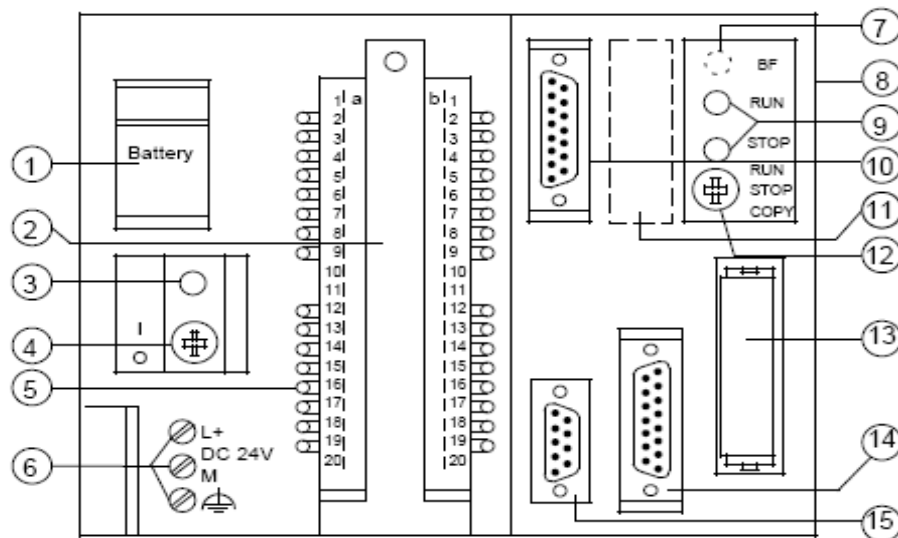 7
BF
8
1 a b 1
RUN
2 2
3 3
9
1
Battery
4 4
STOP
5 5
10
RUN
6 6
STOP
7 7
COPY
11
2
8 8
9 9
12
3
10 10
11 11
I
12 12
4
13 13
13
14 14
15 15
5
16 16
17 17
L+
18 18
14
DC 24V
19 19
6
M
20 20
15